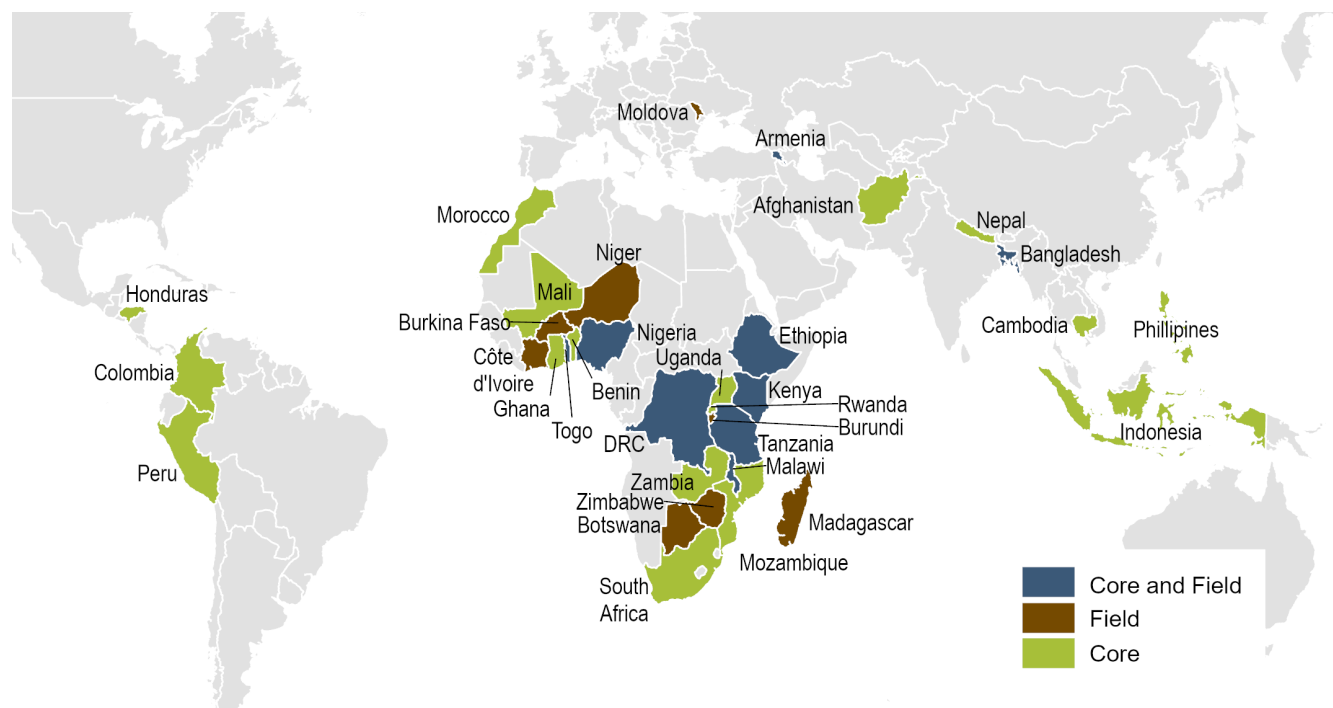 Moldova
Armenia
Afghanistan
Morocco
Nepal
Niger
Bangladesh
Mali
Honduras
Burkina Faso
Nigeria
Ethiopia
Cambodia
Phillipines
Côte
d'Ivoire
Uganda
Colombia
Benin
Kenya
Ghana
Rwanda
Togo
Burundi
Indonesia
DRC
Tanzania
Malawi
Peru
Zambia
Zimbabwe
Botswana
Madagascar
Mozambique
South
Africa
Core and Field
Field
Core